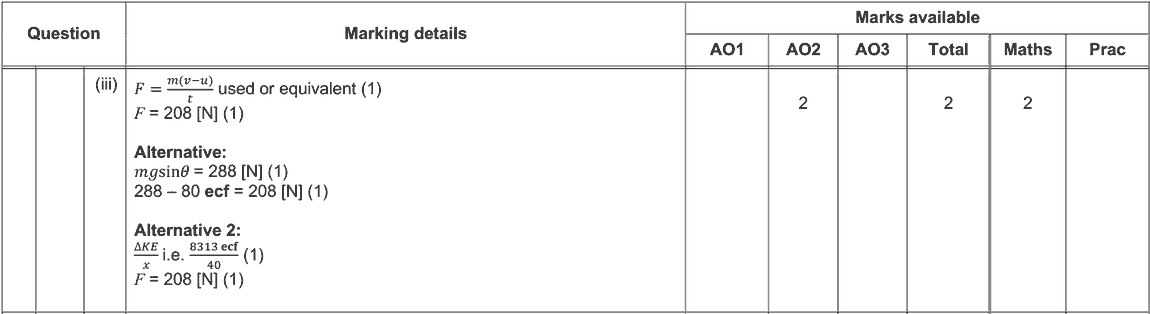 Question Marking details Marks available
AO1 AO2 AO3 Total Maths Prac
(iii) F = m(v−u)/t used or equivalent (1) 2 2 2
F = 208 [N] (1)
Alternative:
mgsinθ = 288 [N] (1)
288 – 80 ecf = 208 [N] (1)
Alternative 2:
ΔKE/x i.e. 8313 ecf/40 (1)
F = 208 [N] (1)